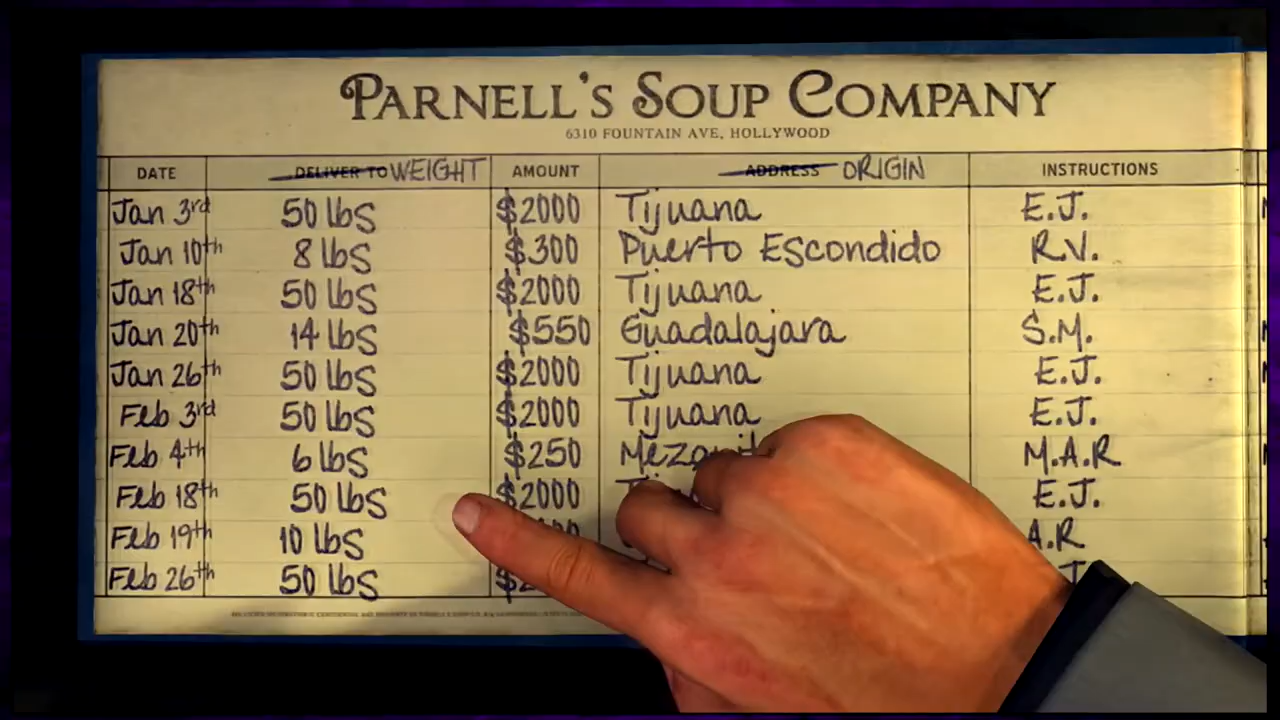 PARNELL'S SOUP COMPANY
6310 FOUNTAIN AVE, HOLLYWOOD
DATE DELIVER TO WEIGHT AMOUNT ADDRESS ORIGIN INSTRUCTIONS
Jan 3rd 50 lbs $2000 Tijuana E.J.
Jan 10th 8 lbs $300 Puerto Escondido R.V.
Jan 18th 50 lbs $2000 Tijuana E.J.
Jan 20th 14 lbs $550 Guadalajara S.M.
Jan 26th 50 lbs $2000 Tijuana E.J.
Feb 3rd 50 lbs $2000 Tijuana E.J.
Feb 4th 6 lbs $250 M.A.R
Feb 18th 50 lbs $2000 E.J.
Feb 19th 10 lbs A.R
Feb 26th 50 lbs